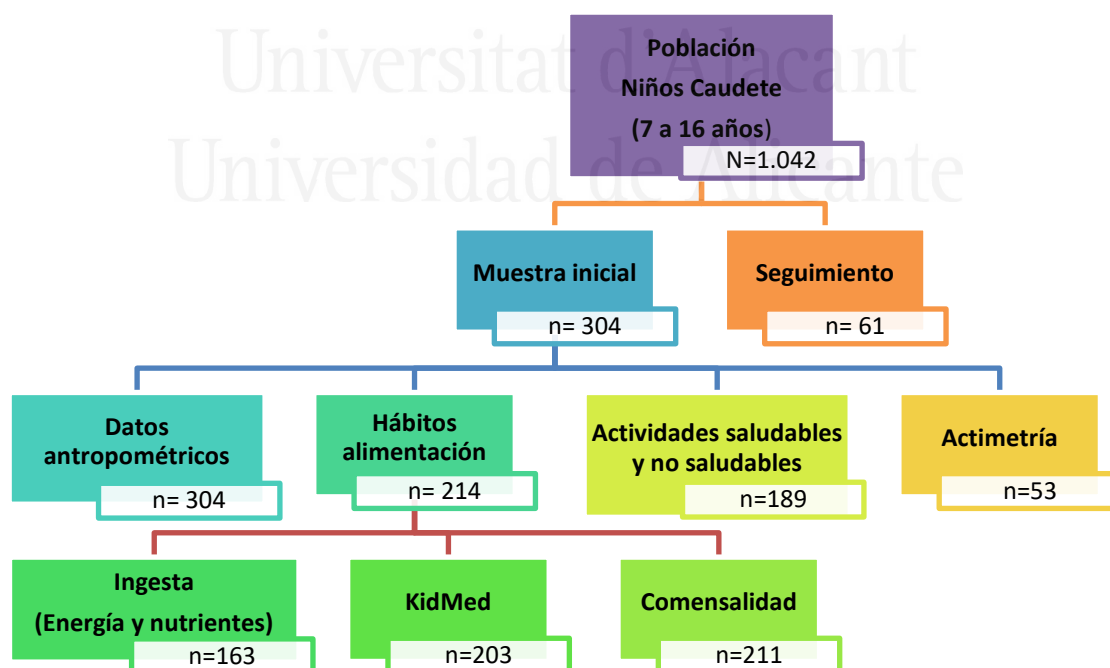 Universitat d'Alacant
Universidad de Alicante
Población
Niños Caudete
(7 a 16 años)
N=1.042
Muestra inicial
n= 304
Seguimiento
n= 61
Datos
antropométricos
n= 304
Hábitos
alimentación
n= 214
Actividades saludables
y no saludables
n=189
Actimetría
n=53
Ingesta
(Energía y nutrientes)
n=163
KidMed
n=203
Comensalidad
n=211